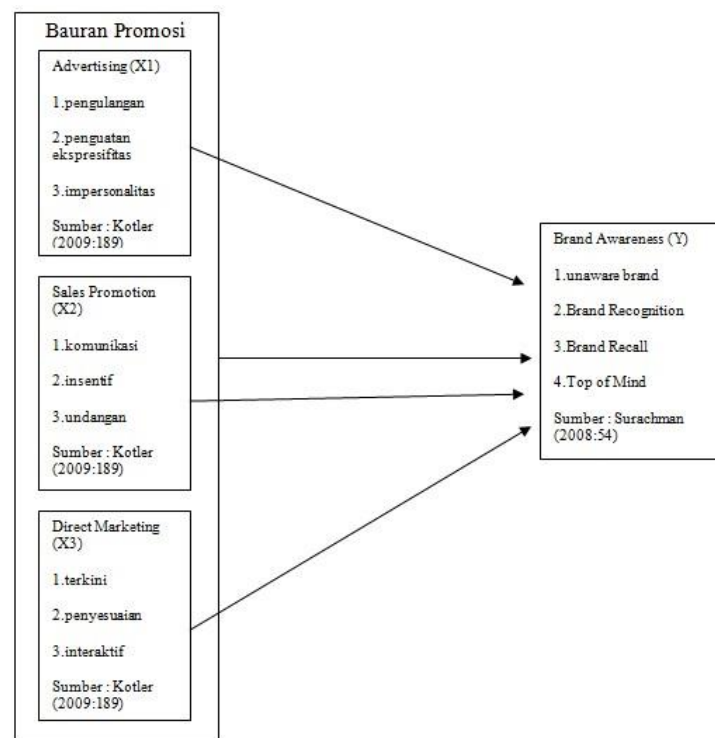 Bauran Promosi
Advertising (X1)
1.pengulangan
2.penguatan
ekspresifitas
3.impersonalitas
Sumber : Kotler
(2009:189)
Sales Promotion
(X2)
1.komunikasi
2.insentif
3.undangan
Sumber : Kotler
(2009:189)
Direct Marketing
(X3)
1.terkini
2.penyesuaian
3.interaktif
Sumber : Kotler
(2009:189)
Brand Awareness (Y)
1.unaware brand
2.Brand Recognition
3.Brand Recall
4.Top of Mind
Sumber : Surachman
(2008:54)